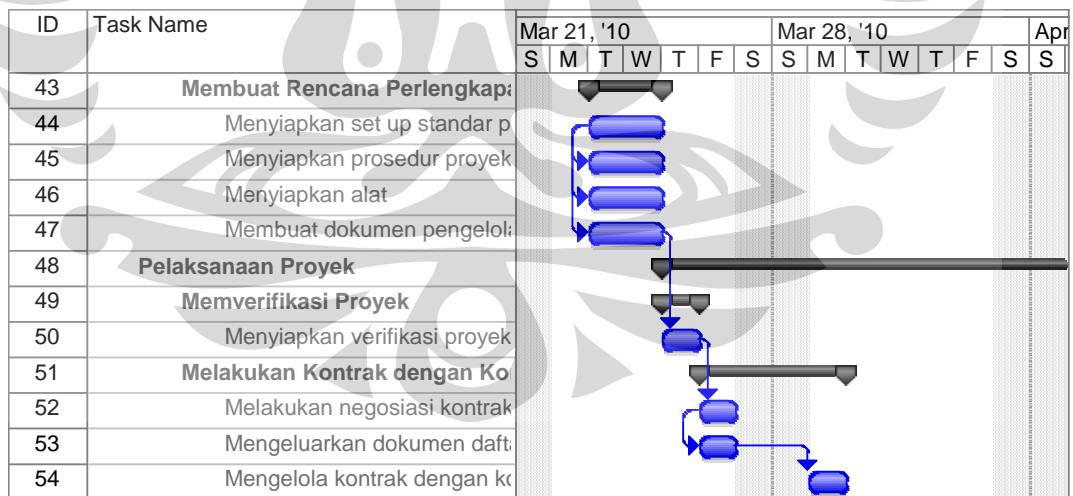 ID Task Name Mar 21, '10 Mar 28, '10 Apr
S M T W T F S S M T W T F S S
43 Membuat Rencana Perlengkapa
44 Menyiapkan set up standar p
45 Menyiapkan prosedur proyek
46 Menyiapkan alat
47 Membuat dokumen pengelola
48 Pelaksanaan Proyek
49 Memverifikasi Proyek
50 Menyiapkan verifikasi proyek
51 Melakukan Kontrak dengan Ko
52 Melakukan negosiasi kontrak
53 Mengeluarkan dokumen dafta
54 Mengelola kontrak dengan ko